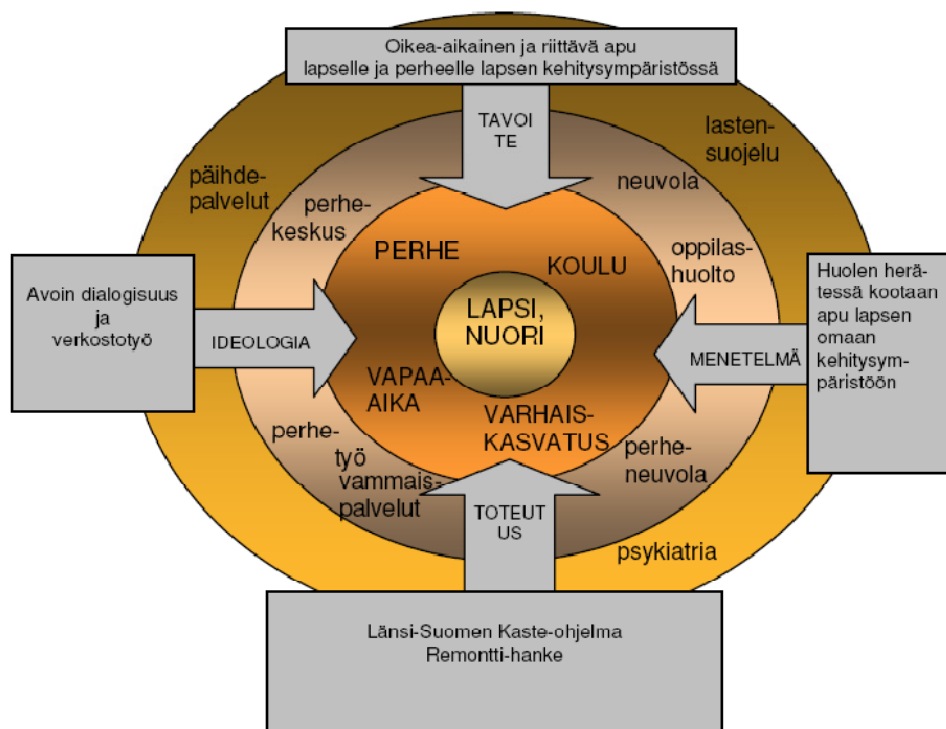 Oikea-aikainen ja riittävä apu
lapselle ja perheelle lapsen kehitysympäristössä
TAVOI
TE
lasten-
suojelu
päihde-
palvelut
neuvola
perhe-
keskus
oppilas-
huolto
PERHE
KOULU
Avoin dialogisuus
ja
verkostotyö
IDEOLOGIA
LAPSI,
NUORI
MENETELMÄ
Huolen herä-
tessä kootaan
apu lapsen
omaan
kehitysym-
päristöön
VAPAA-
AIKA
VARHAIS-
KASVATUS
perhe-
työ
vammais-
palvelut
perhe-
neuvola
TOTEUT
US
psykiatria
Länsi-Suomen Kaste-ohjelma
Remontti-hanke